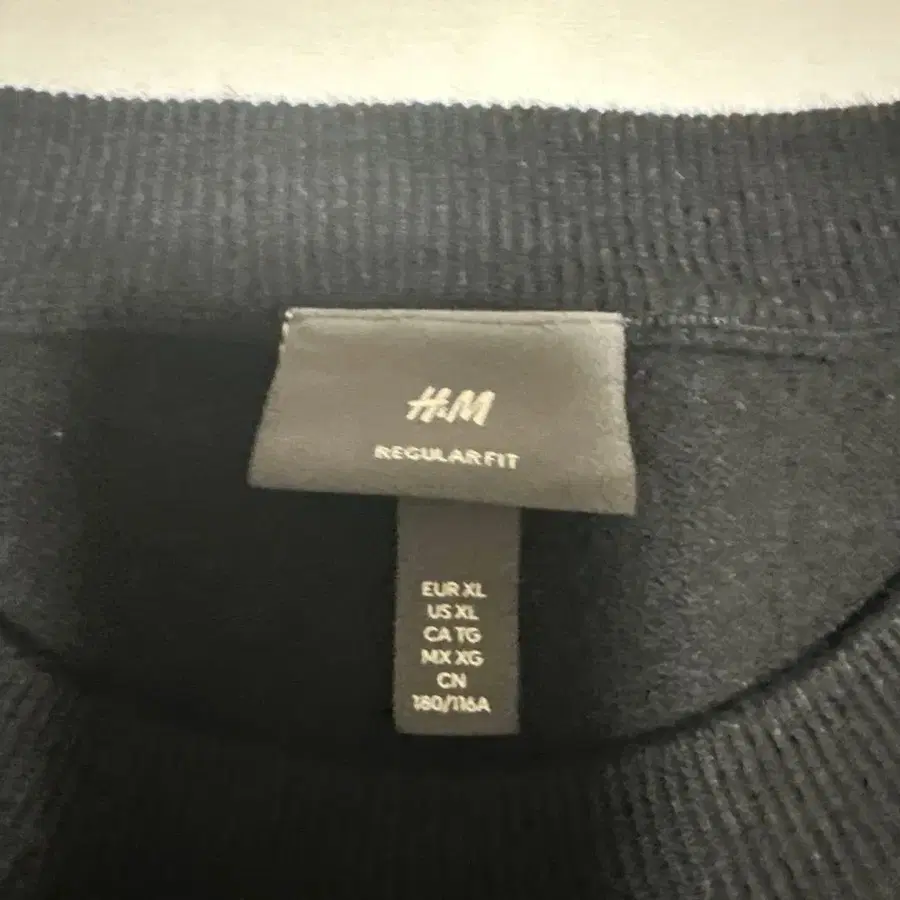 H&M
REGULAR FIT
EUR XL
US XL
CA TG
MX XG
CN
180/116A